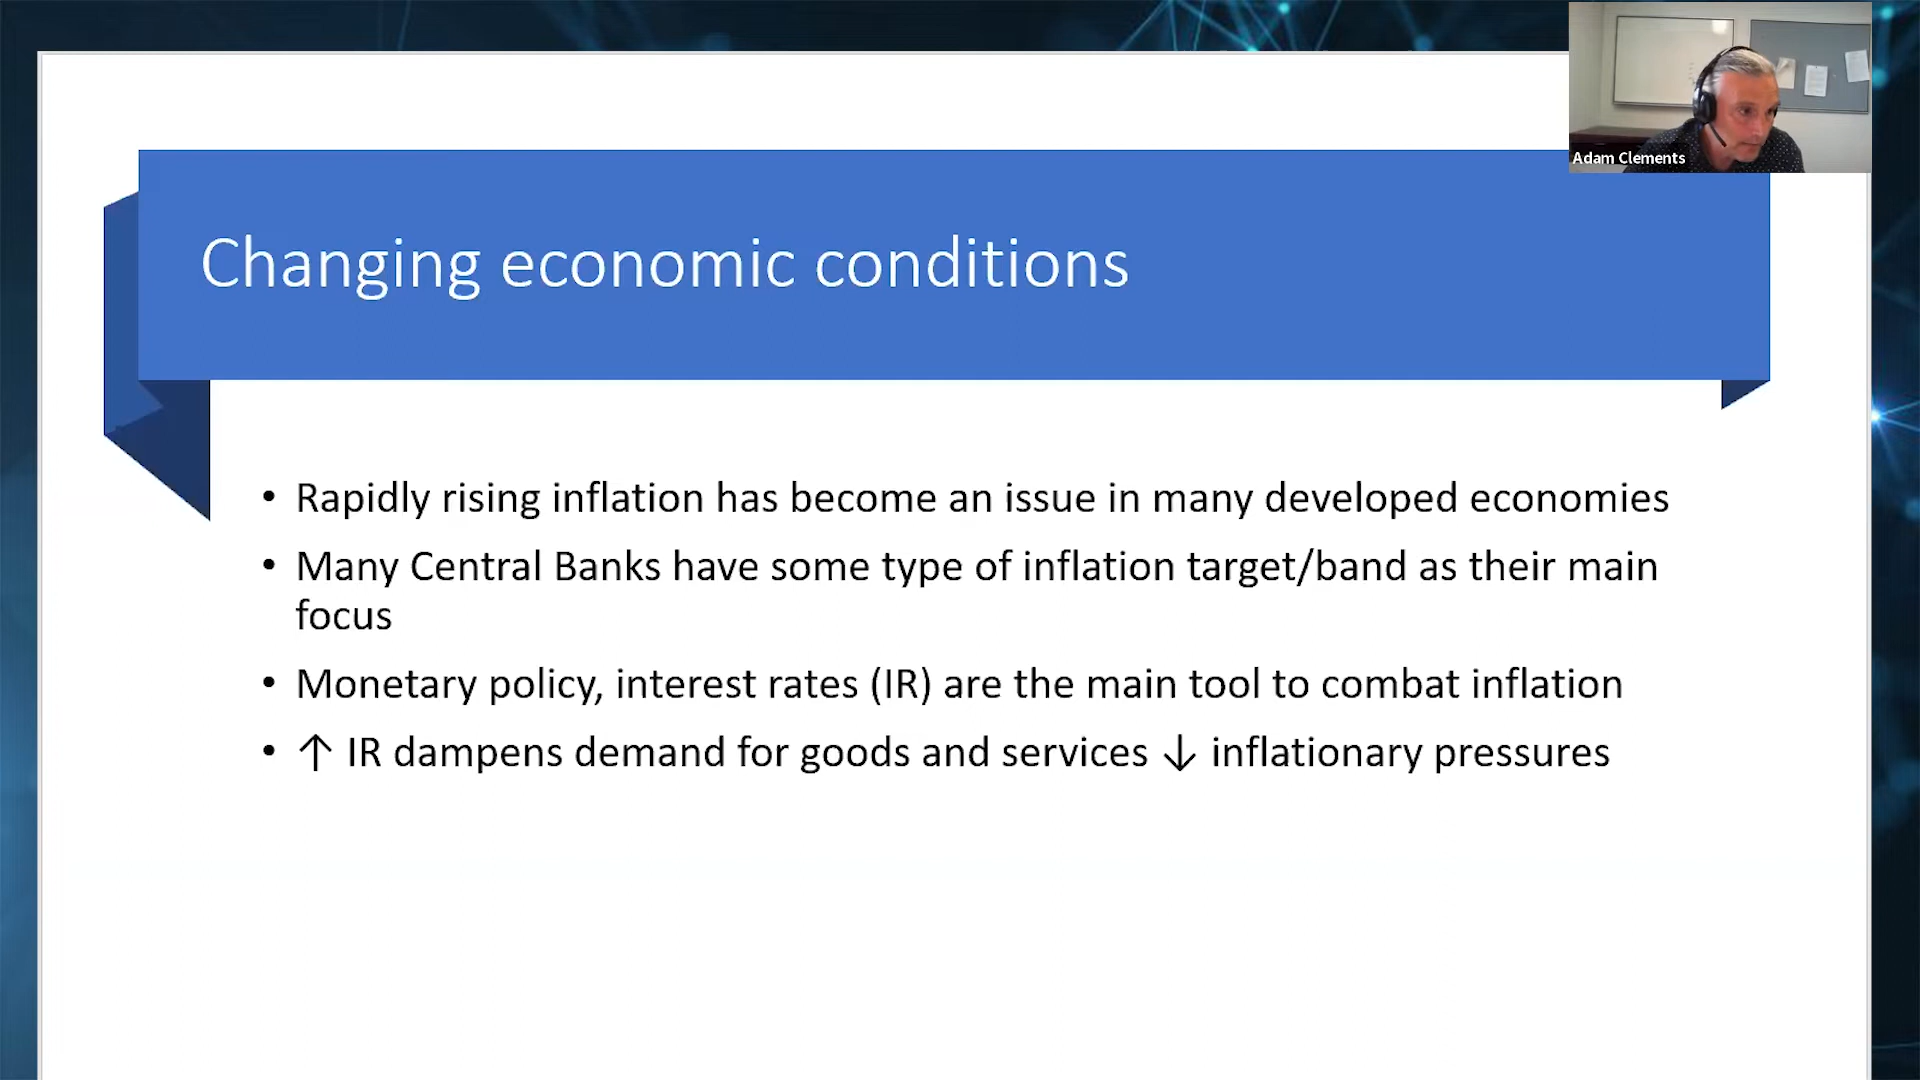 Adam Clements
Changing economic conditions
• Rapidly rising inflation has become an issue in many developed economies
• Many Central Banks have some type of inflation target/band as their main
focus
• Monetary policy, interest rates (IR) are the main tool to combat inflation
• ↑ IR dampens demand for goods and services ↓ inflationary pressures